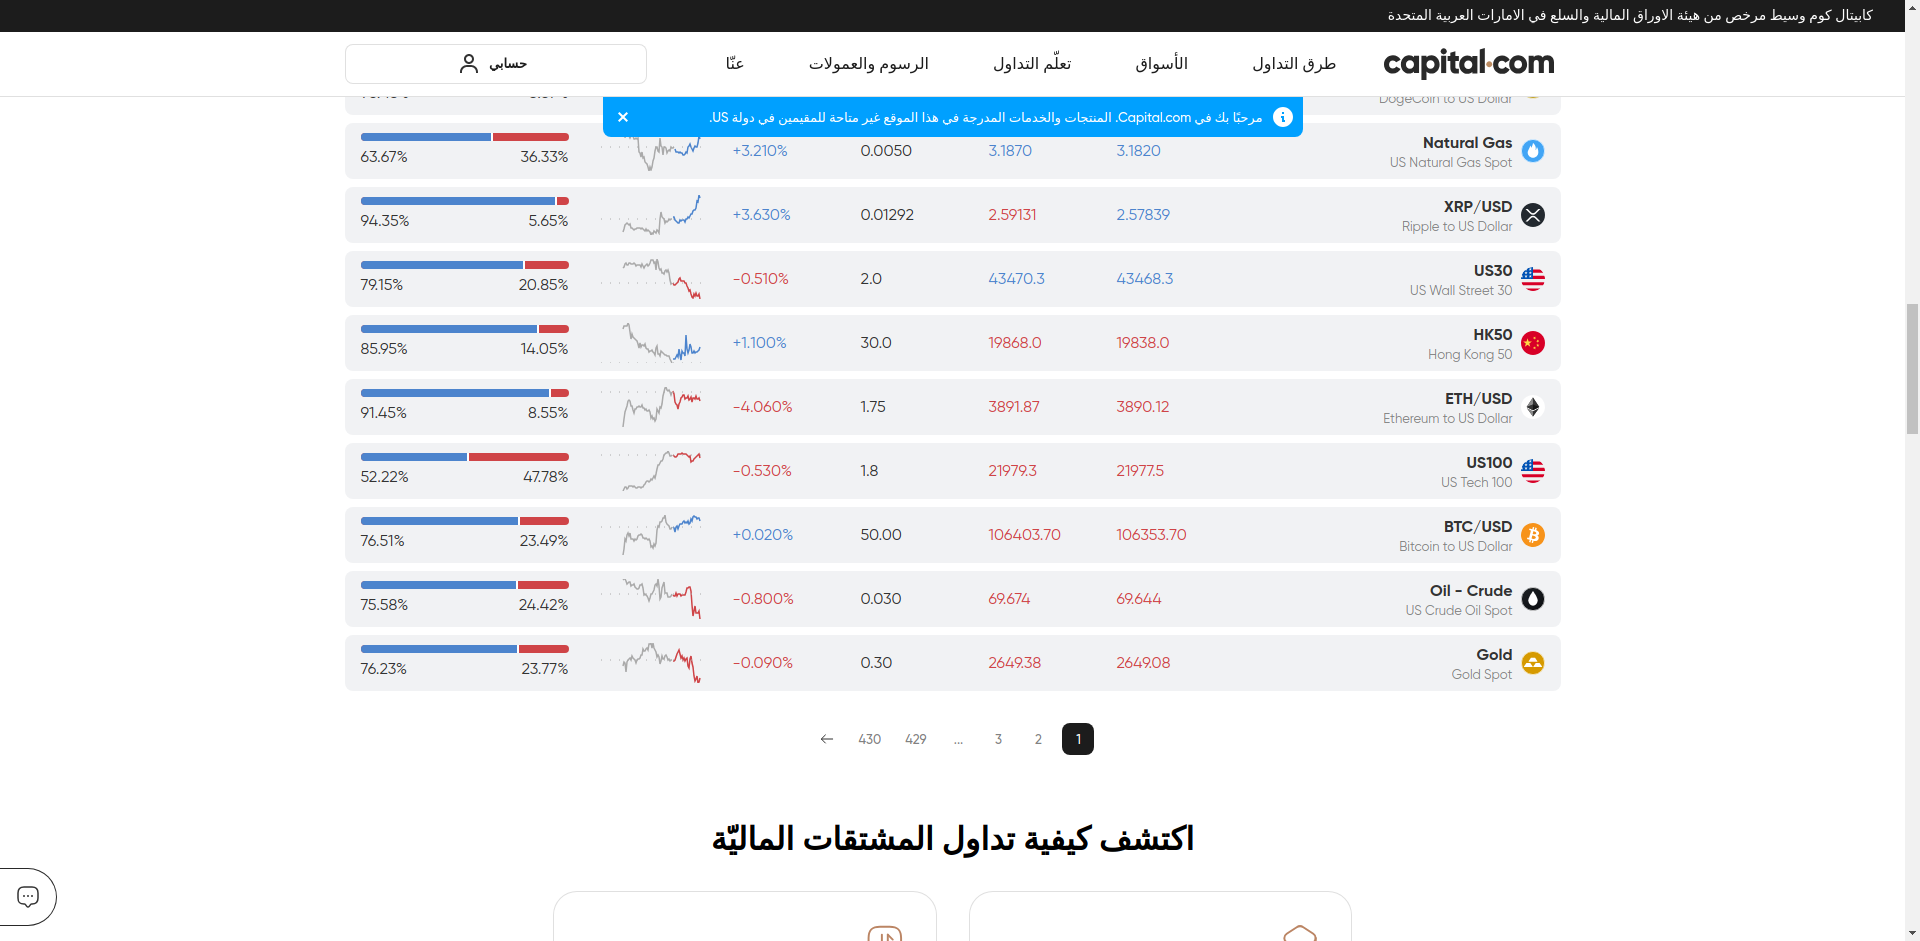 كابيتال كوم وسيط مرخص من هيئة الاوراق المالية والسلع في الامارات العربية المتحدة
capital.com
طرق التداول
الأسواق
تعلّم التداول
الرسوم والعمولات
عنّا
حسابي
مرحبًا بك في Capital.com. المنتجات والخدمات المدرجة في هذا الموقع غير متاحة للمقيمين في دولة US.
DogeCoin to US Dollar
Natural Gas
US Natural Gas Spot
3.1820
3.1870
0.0050
+3.210%
36.33%
63.67%
XRP/USD
Ripple to US Dollar
2.57839
2.59131
0.01292
+3.630%
5.65%
94.35%
US30
US Wall Street 30
43468.3
43470.3
2.0
-0.510%
20.85%
79.15%
HK50
Hong Kong 50
19838.0
19868.0
30.0
+1.100%
14.05%
85.95%
ETH/USD
Ethereum to US Dollar
3890.12
3891.87
1.75
-4.060%
8.55%
91.45%
US100
US Tech 100
21977.5
21979.3
1.8
-0.530%
47.78%
52.22%
BTC/USD
Bitcoin to US Dollar
106353.70
106403.70
50.00
+0.020%
23.49%
76.51%
Oil - Crude
US Crude Oil Spot
69.644
69.674
0.030
-0.800%
24.42%
75.58%
Gold
Gold Spot
2649.08
2649.38
0.30
-0.090%
23.77%
76.23%
1
2
3
...
429
430
اكتشف كيفية تداول المشتقات الماليّة